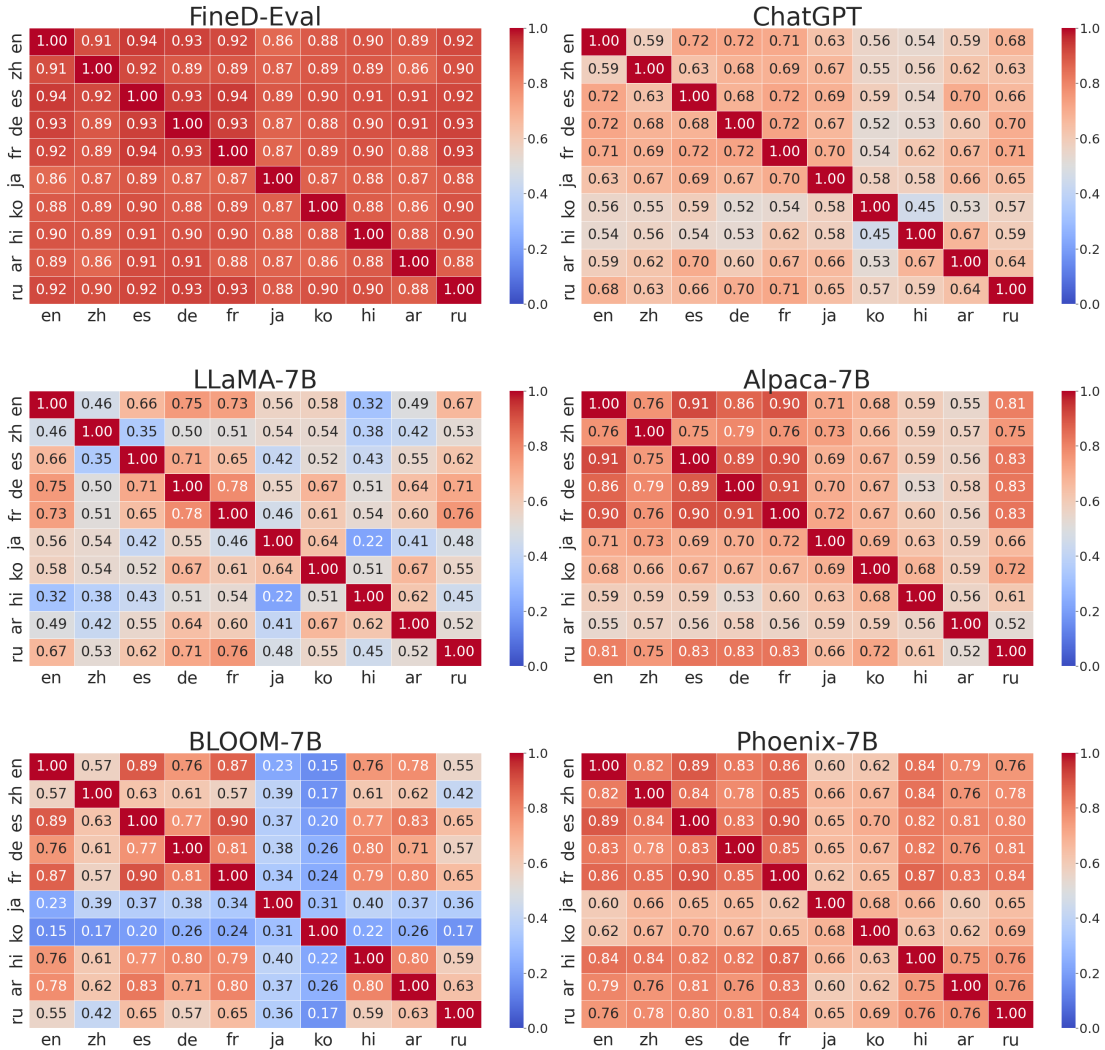 FineD-Eval
en 1.00 0.91 0.94 0.93 0.92 0.86 0.88 0.90 0.89 0.92
zh 0.91 1.00 0.92 0.89 0.89 0.87 0.89 0.89 0.86 0.90
es 0.94 0.92 1.00 0.93 0.94 0.89 0.90 0.91 0.91 0.92
de 0.93 0.89 0.93 1.00 0.93 0.87 0.88 0.90 0.91 0.93
fr 0.92 0.89 0.94 0.93 1.00 0.87 0.89 0.90 0.88 0.93
ja 0.86 0.87 0.89 0.87 0.87 1.00 0.88 0.88 0.87 0.88
ko 0.88 0.89 0.90 0.88 0.89 0.88 1.00 0.88 0.86 0.90
hi 0.90 0.89 0.91 0.90 0.90 0.88 0.88 1.00 0.88 0.90
ar 0.89 0.86 0.91 0.91 0.88 0.87 0.86 0.88 1.00 0.88
ru 0.92 0.90 0.92 0.93 0.93 0.88 0.90 0.90 0.88 1.00
en zh es de fr ja ko hi ar ru
1.0
0.8
0.6
0.4
0.2
0.0
ChatGPT
en 1.00 0.59 0.72 0.72 0.71 0.63 0.56 0.54 0.59 0.68
zh 0.59 1.00 0.63 0.68 0.69 0.67 0.55 0.56 0.62 0.63
es 0.72 0.63 1.00 0.68 0.72 0.69 0.59 0.54 0.70 0.66
de 0.72 0.68 0.68 1.00 0.72 0.67 0.52 0.53 0.60 0.70
fr 0.71 0.69 0.72 0.72 1.00 0.70 0.54 0.62 0.67 0.71
ja 0.63 0.67 0.69 0.67 0.70 1.00 0.58 0.58 0.66 0.65
ko 0.56 0.55 0.59 0.52 0.54 0.58 1.00 0.45 0.53 0.57
hi 0.54 0.56 0.54 0.53 0.62 0.58 0.45 1.00 0.67 0.59
ar 0.59 0.62 0.70 0.60 0.67 0.66 0.53 0.67 1.00 0.64
ru 0.68 0.63 0.66 0.70 0.71 0.65 0.57 0.59 0.64 1.00
en zh es de fr ja ko hi ar ru
1.0
0.8
0.6
0.4
0.2
0.0
LLaMA-7B
en 1.00 0.46 0.66 0.75 0.73 0.56 0.58 0.32 0.49 0.67
zh 0.46 1.00 0.35 0.50 0.51 0.54 0.54 0.38 0.42 0.53
es 0.66 0.35 1.00 0.71 0.65 0.42 0.52 0.43 0.55 0.62
de 0.75 0.50 0.71 1.00 0.78 0.55 0.67 0.51 0.64 0.71
fr 0.73 0.51 0.65 0.78 1.00 0.46 0.61 0.54 0.60 0.76
ja 0.56 0.54 0.42 0.55 0.46 1.00 0.64 0.22 0.41 0.48
ko 0.58 0.54 0.52 0.67 0.61 0.64 1.00 0.51 0.67 0.55
hi 0.32 0.38 0.43 0.51 0.54 0.22 0.51 1.00 0.62 0.45
ar 0.49 0.42 0.55 0.64 0.60 0.41 0.67 0.62 1.00 0.52
ru 0.67 0.53 0.62 0.71 0.76 0.48 0.55 0.45 0.52 1.00
en zh es de fr ja ko hi ar ru
1.0
0.8
0.6
0.4
0.2
0.0
Alpaca-7B
en 1.00 0.76 0.91 0.86 0.90 0.71 0.68 0.59 0.55 0.81
zh 0.76 1.00 0.75 0.79 0.76 0.73 0.66 0.59 0.57 0.75
es 0.91 0.75 1.00 0.89 0.90 0.69 0.67 0.59 0.56 0.83
de 0.86 0.79 0.89 1.00 0.91 0.70 0.67 0.53 0.58 0.83
fr 0.90 0.76 0.90 0.91 1.00 0.72 0.67 0.60 0.56 0.83
ja 0.71 0.73 0.69 0.70 0.72 1.00 0.69 0.63 0.59 0.66
ko 0.68 0.66 0.67 0.67 0.67 0.69 1.00 0.68 0.59 0.72
hi 0.59 0.59 0.59 0.53 0.60 0.63 0.68 1.00 0.56 0.61
ar 0.55 0.57 0.56 0.58 0.56 0.59 0.59 0.56 1.00 0.52
ru 0.81 0.75 0.83 0.83 0.83 0.66 0.72 0.61 0.52 1.00
en zh es de fr ja ko hi ar ru
1.0
0.8
0.6
0.4
0.2
0.0
BLOOM-7B
en 1.00 0.57 0.89 0.76 0.87 0.23 0.15 0.76 0.78 0.55
zh 0.57 1.00 0.63 0.61 0.57 0.39 0.17 0.61 0.62 0.42
es 0.89 0.63 1.00 0.77 0.90 0.37 0.20 0.77 0.83 0.65
de 0.76 0.61 0.77 1.00 0.81 0.38 0.26 0.80 0.71 0.57
fr 0.87 0.57 0.90 0.81 1.00 0.34 0.24 0.79 0.80 0.65
ja 0.23 0.39 0.37 0.38 0.34 1.00 0.31 0.40 0.37 0.36
ko 0.15 0.17 0.20 0.26 0.24 0.31 1.00 0.22 0.26 0.17
hi 0.76 0.61 0.77 0.80 0.79 0.40 0.22 1.00 0.80 0.59
ar 0.78 0.62 0.83 0.71 0.80 0.37 0.26 0.80 1.00 0.63
ru 0.55 0.42 0.65 0.57 0.65 0.36 0.17 0.59 0.63 1.00
en zh es de fr ja ko hi ar ru
1.0
0.8
0.6
0.4
0.2
0.0
Phoenix-7B
en 1.00 0.82 0.89 0.83 0.86 0.60 0.62 0.84 0.79 0.76
zh 0.82 1.00 0.84 0.78 0.85 0.66 0.67 0.84 0.76 0.78
es 0.89 0.84 1.00 0.83 0.90 0.65 0.70 0.82 0.81 0.80
de 0.83 0.78 0.83 1.00 0.85 0.65 0.67 0.82 0.76 0.81
fr 0.86 0.85 0.90 0.85 1.00 0.62 0.65 0.87 0.83 0.84
ja 0.60 0.66 0.65 0.65 0.62 1.00 0.68 0.66 0.60 0.65
ko 0.62 0.67 0.70 0.67 0.65 0.68 1.00 0.63 0.62 0.69
hi 0.84 0.84 0.82 0.82 0.87 0.66 0.63 1.00 0.75 0.76
ar 0.79 0.76 0.81 0.76 0.83 0.60 0.62 0.75 1.00 0.76
ru 0.76 0.78 0.80 0.81 0.84 0.65 0.69 0.76 0.76 1.00
en zh es de fr ja ko hi ar ru
1.0
0.8
0.6
0.4
0.2
0.0